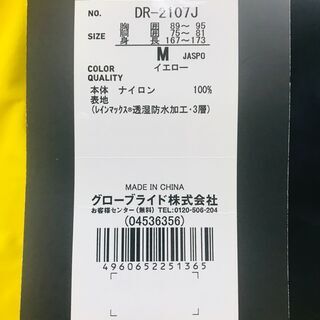 NO. DR-2107J
SIZE 胸囲 89~ 95
胴囲 75~ 81
身長 167~173
M JASPO
COLOR イエロー
QUALITY
本体 ナイロン 100%
表地
(レインマックス®透湿防水加工・3層)
MADE IN CHINA
グローブライド株式会社
お客様センター(無料) TEL:0120-506-204
(04536356)
4960652251365